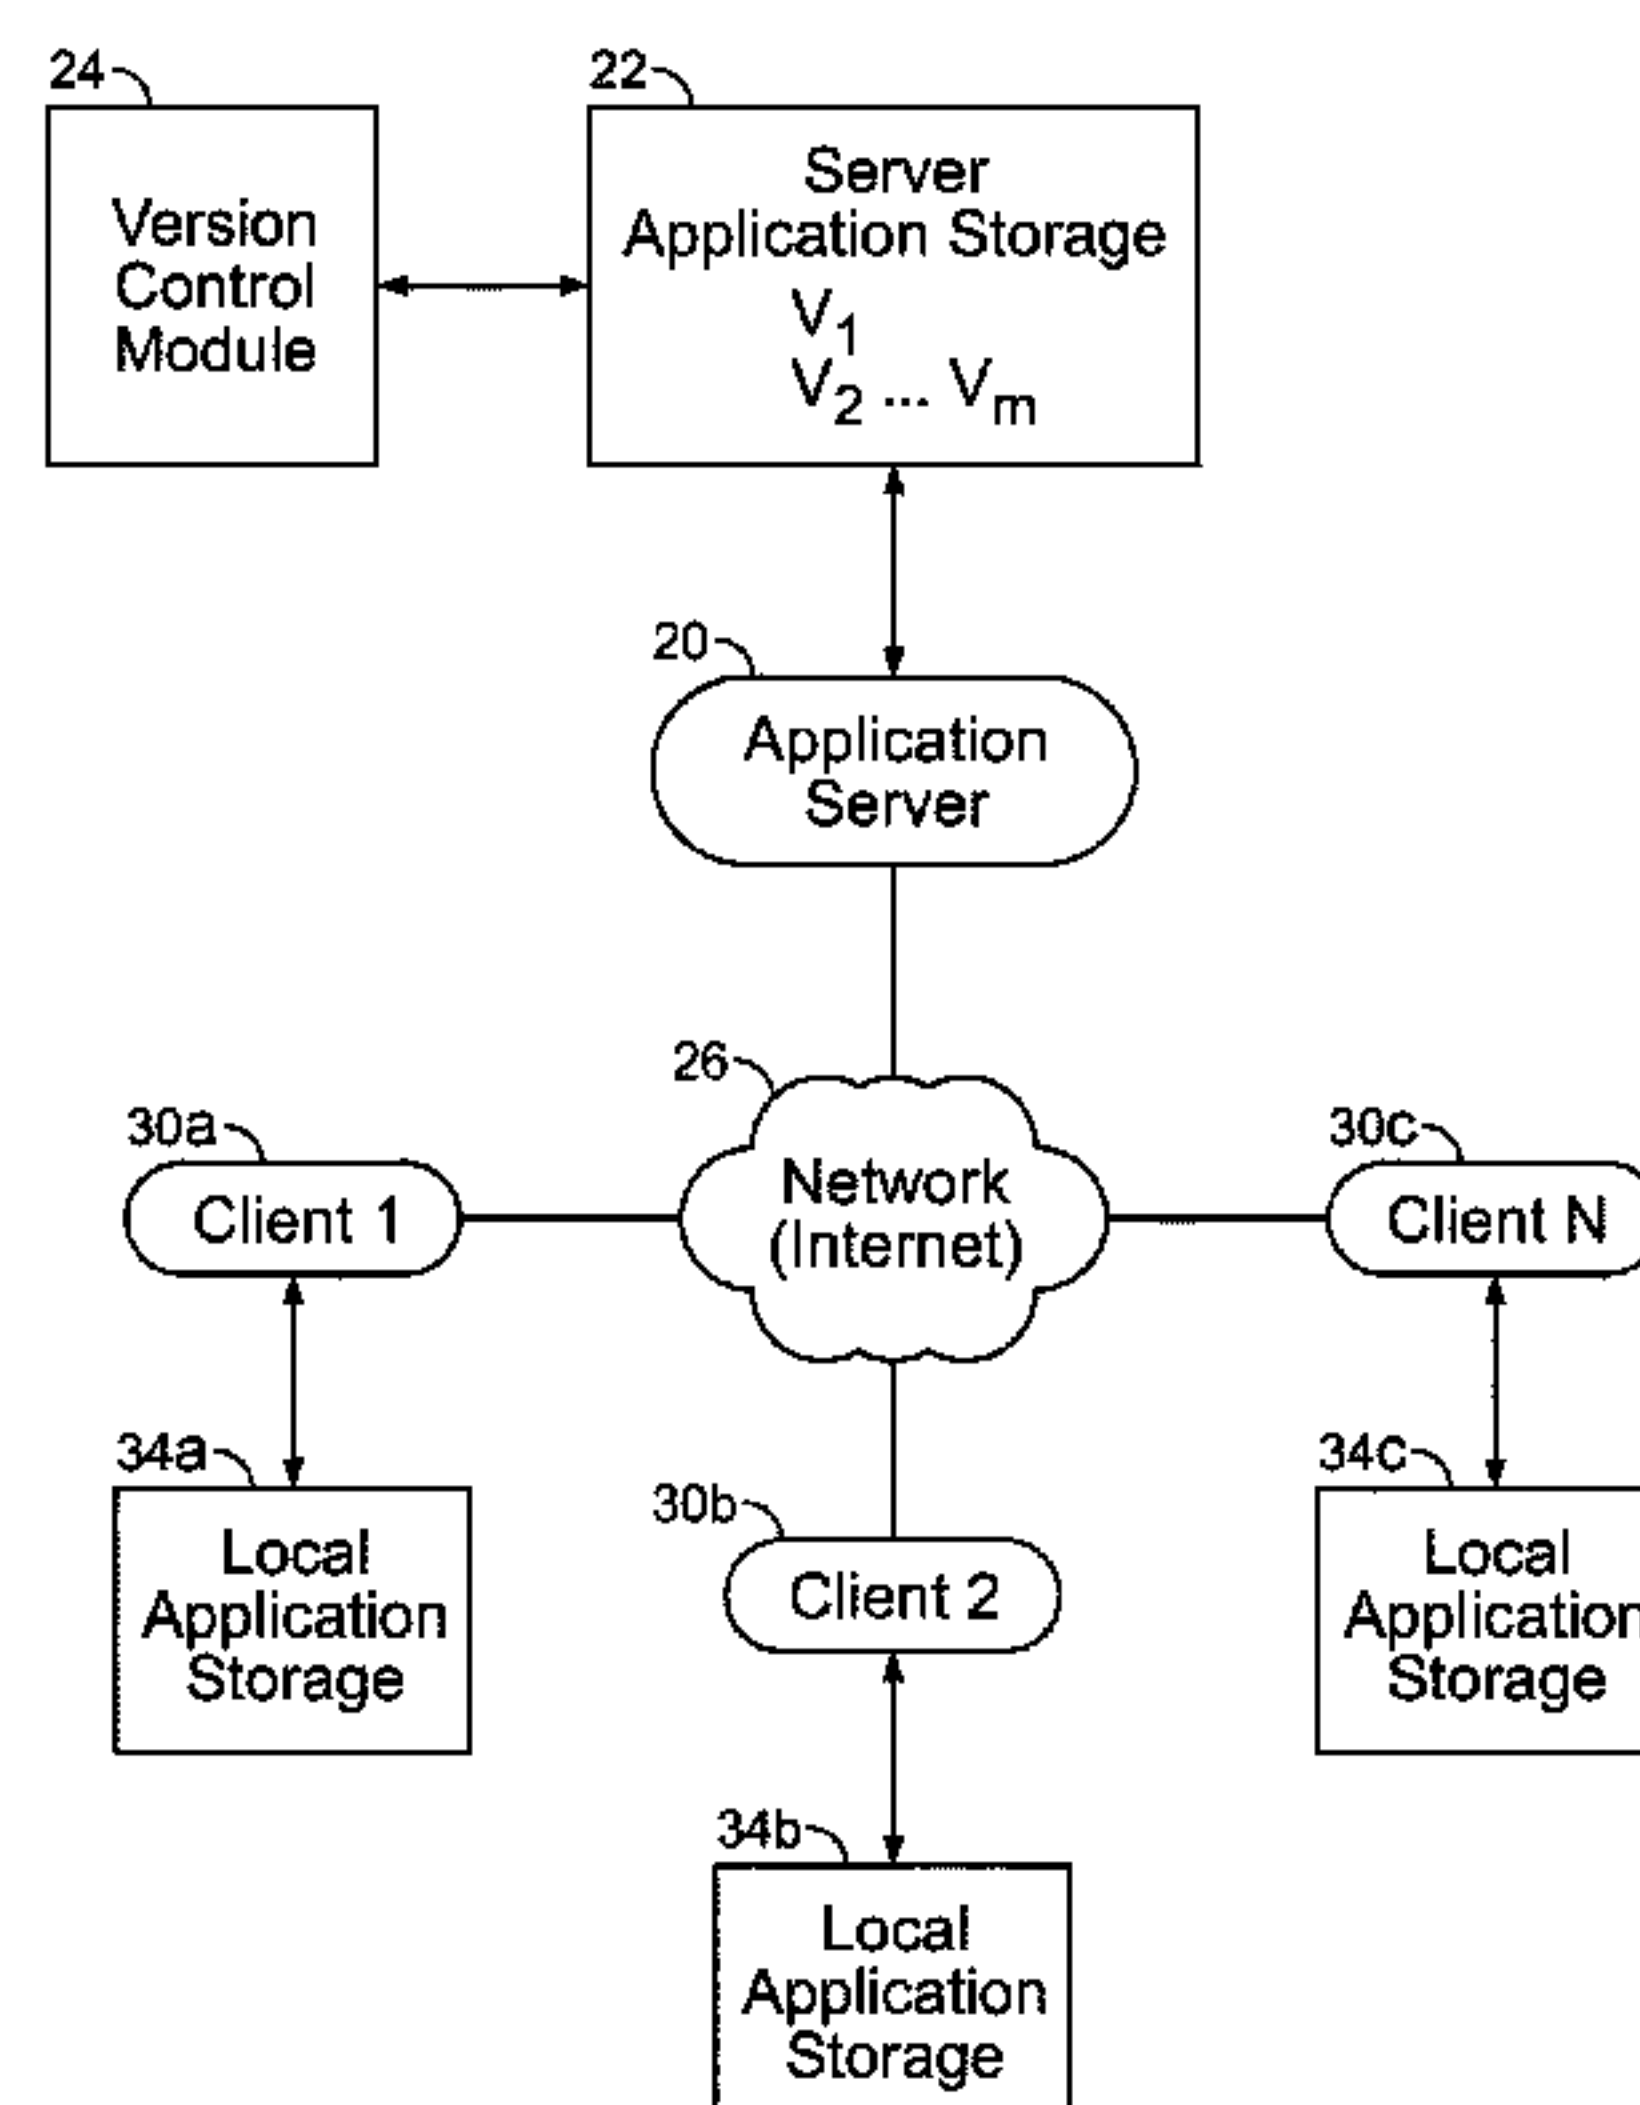 24
22
Version
Control
Module
Server
Application Storage
V1
V2 ... Vm
20
Application
Server
26
Network
(Internet)
30a
Client 1
30c
Client N
34a
Local
Application
Storage
30b
Client 2
34c
Local
Application
Storage
34b
Local
Application
Storage